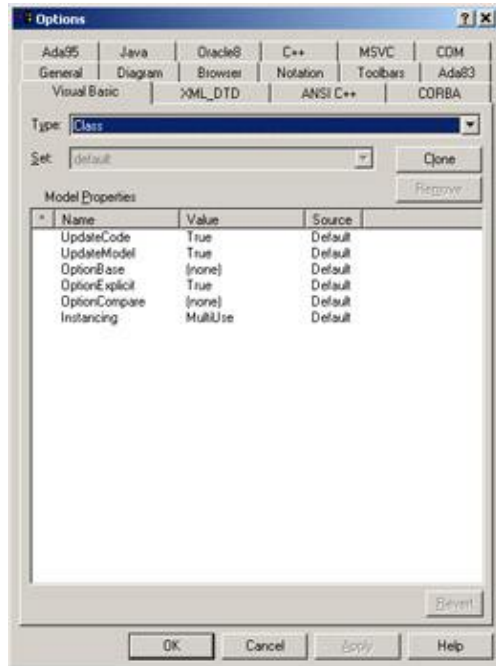 Options
Ada95 Java Oracle8 C++ MSVC COM
General Diagram Browser Notation Toolbars Ada83
Visual Basic XML_DTD ANSI C++ CORBA
Type: Class
Set: default Clone
Remove
Model Properties
* Name Value Source
UpdateCode True Default
UpdateModel True Default
OptionBase (none) Default
OptionExplicit True Default
OptionCompare (none) Default
Instancing MultiUse Default
Revert
OK Cancel Apply Help